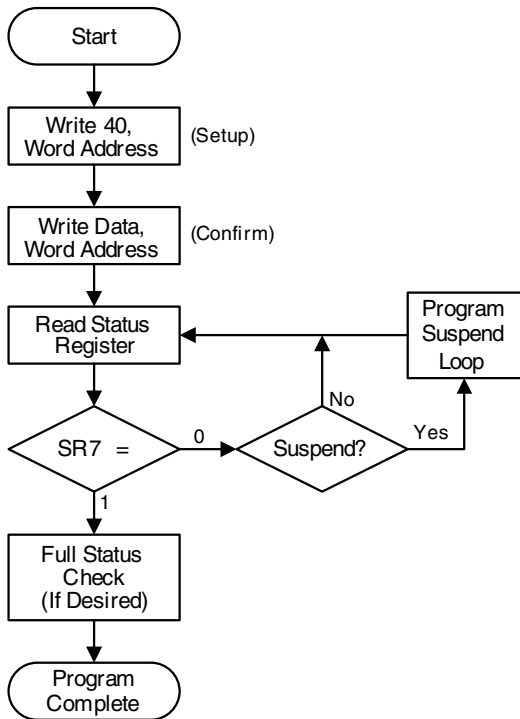 Start
Write 40,
Word Address
(Setup)
Write Data,
Word Address
(Confirm)
Read Status
Register
Program
Suspend
Loop
No
SR7 =
0
Suspend?
Yes
1
Full Status
Check
(If Desired)
Program
Complete